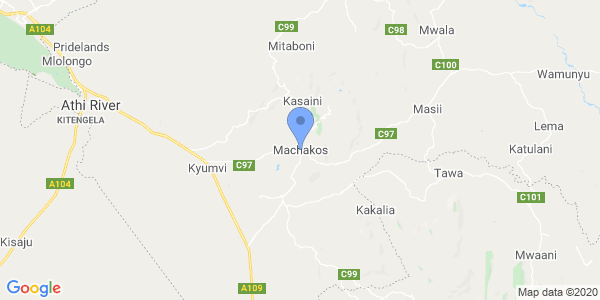 C99
A104
C98
Mwala
Pridelands
Mitaboni
Mlolongo
C100
Wamunyu
Athi River
Kasaini
Masii
KITENGELA
Lema
C97
Machakos
Katulani
Kyumvi
C97
Tawa
A104
C101
Kakalia
Kisaju
Mwaani
C99
Google
A109
Map data ©2020